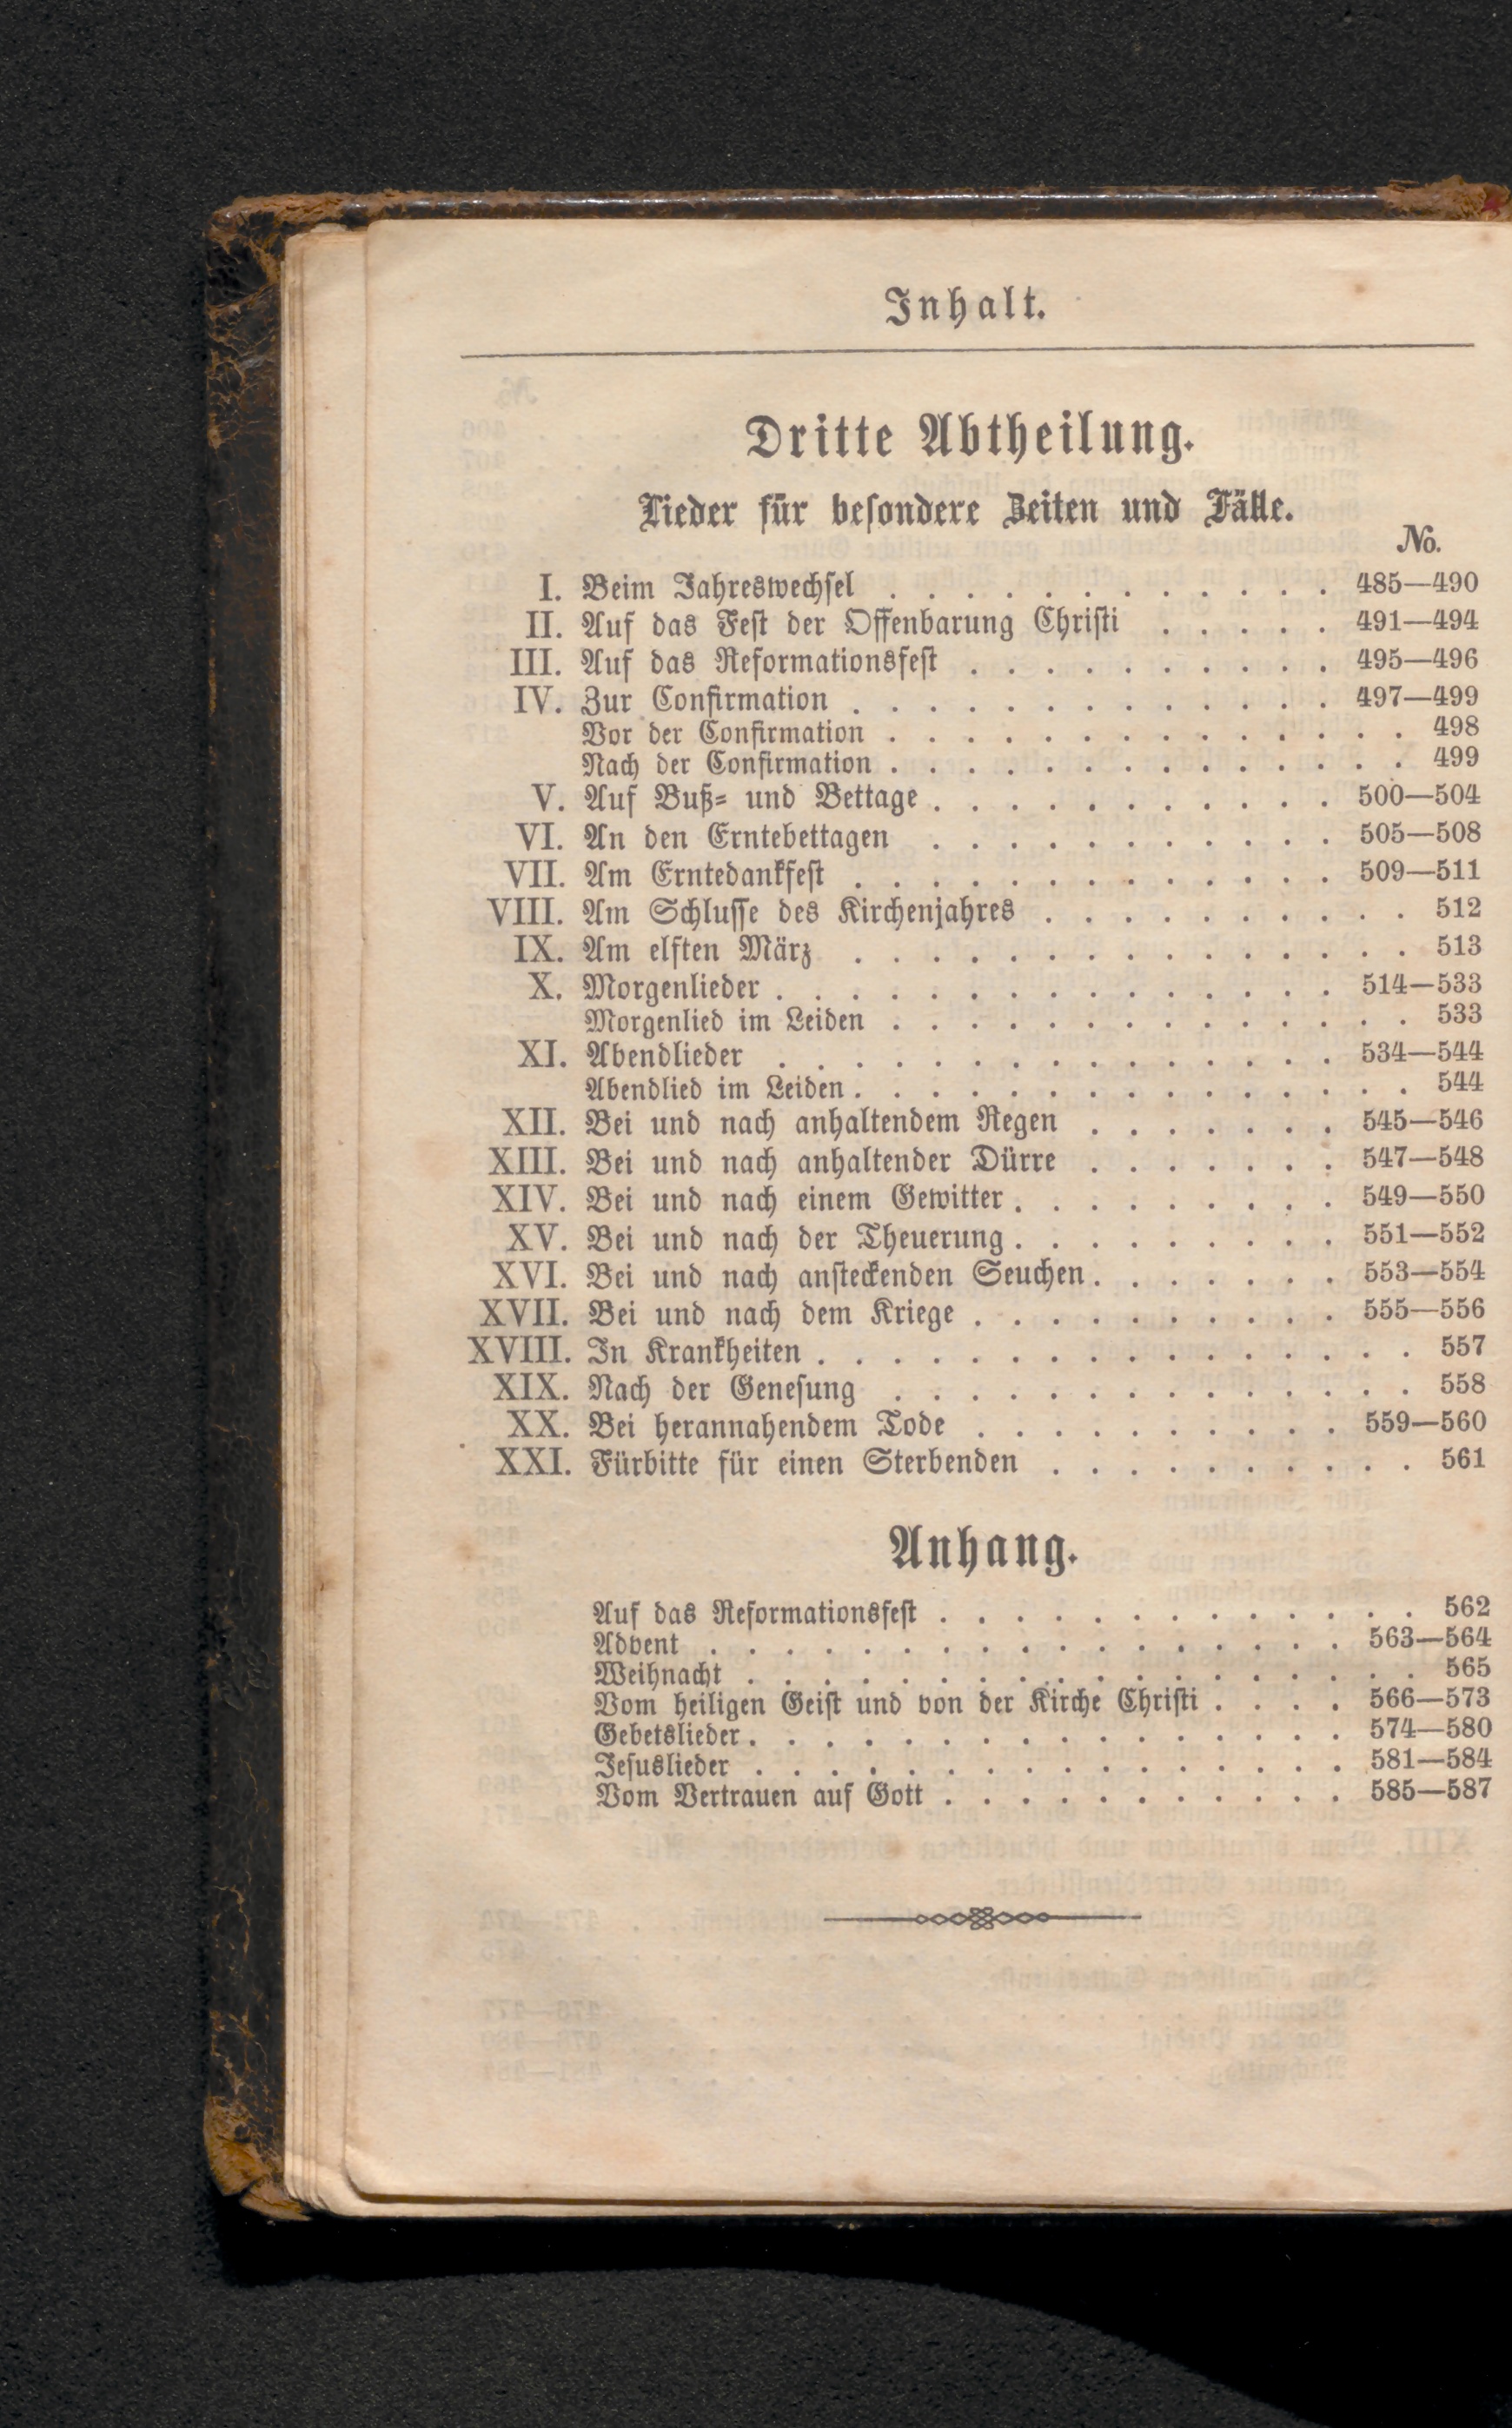 Inhalt.
Dritte Abtheilung.
Lieder für beſondere Zeiten und Fälle.
No.
I. Beim Jahreswechſel . . . . . . . . . . . . 485—490
II. Auf das Feſt der Offenbarung Chriſti . . . . . 491—494
III. Auf das Reformationsfeſt . . . . . . . . . . 495—496
IV. Zur Confirmation . . . . . . . . . . . . . 497—499
Vor der Confirmation . . . . . . . . . . . . . . 498
Nach der Confirmation . . . . . . . . . . . . . . 499
V. Auf Buß- und Bettage . . . . . . . . . . . 500—504
VI. An den Erntebettagen . . . . . . . . . . . 505—508
VII. Am Erntedankfeſt . . . . . . . . . . . . . 509—511
VIII. Am Schluſſe des Kirchenjahres . . . . . . . . . . 512
IX. Am elften März . . . . . . . . . . . . . . . 513
X. Morgenlieder . . . . . . . . . . . . . . . 514—533
Morgenlied im Leiden . . . . . . . . . . . . . . 533
XI. Abendlieder . . . . . . . . . . . . . . . 534—544
Abendlied im Leiden . . . . . . . . . . . . . . . 544
XII. Bei und nach anhaltendem Regen . . . . . . . 545—546
XIII. Bei und nach anhaltender Dürre . . . . . . . 547—548
XIV. Bei und nach einem Gewitter . . . . . . . . . 549—550
XV. Bei und nach der Theuerung . . . . . . . . . 551—552
XVI. Bei und nach anſteckenden Seuchen . . . . . . . 553—554
XVII. Bei und nach dem Kriege . . . . . . . . . . 555—556
XVIII. In Krankheiten . . . . . . . . . . . . . . . . 557
XIX. Nach der Geneſung . . . . . . . . . . . . . . 558
XX. Bei herannahendem Tode . . . . . . . . . . 559—560
XXI. Fürbitte für einen Sterbenden . . . . . . . . . . 561
Anhang.
Auf das Reformationsfeſt . . . . . . . . . . . . . 562
Advent . . . . . . . . . . . . . . . . . 563—564
Weihnacht . . . . . . . . . . . . . . . . . . 565
Vom heiligen Geiſt und von der Kirche Chriſti . . . . 566—573
Gebetslieder . . . . . . . . . . . . . . . . 574—580
Jeſuslieder . . . . . . . . . . . . . . . . 581—584
Vom Vertrauen auf Gott . . . . . . . . . . . 585—587